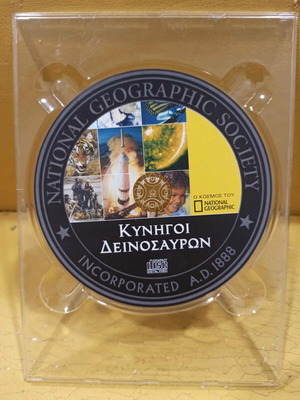 NATIONAL GEOGRAPHIC SOCIETY
Ο ΚΟΣΜΟΣ ΤΟΥ
NATIONAL
GEOGRAPHIC
ΚΥΝΗΓΟΙ
ΔΕΙΝΟΣΑΥΡΩΝ
INCORPORATED A.D. 1888